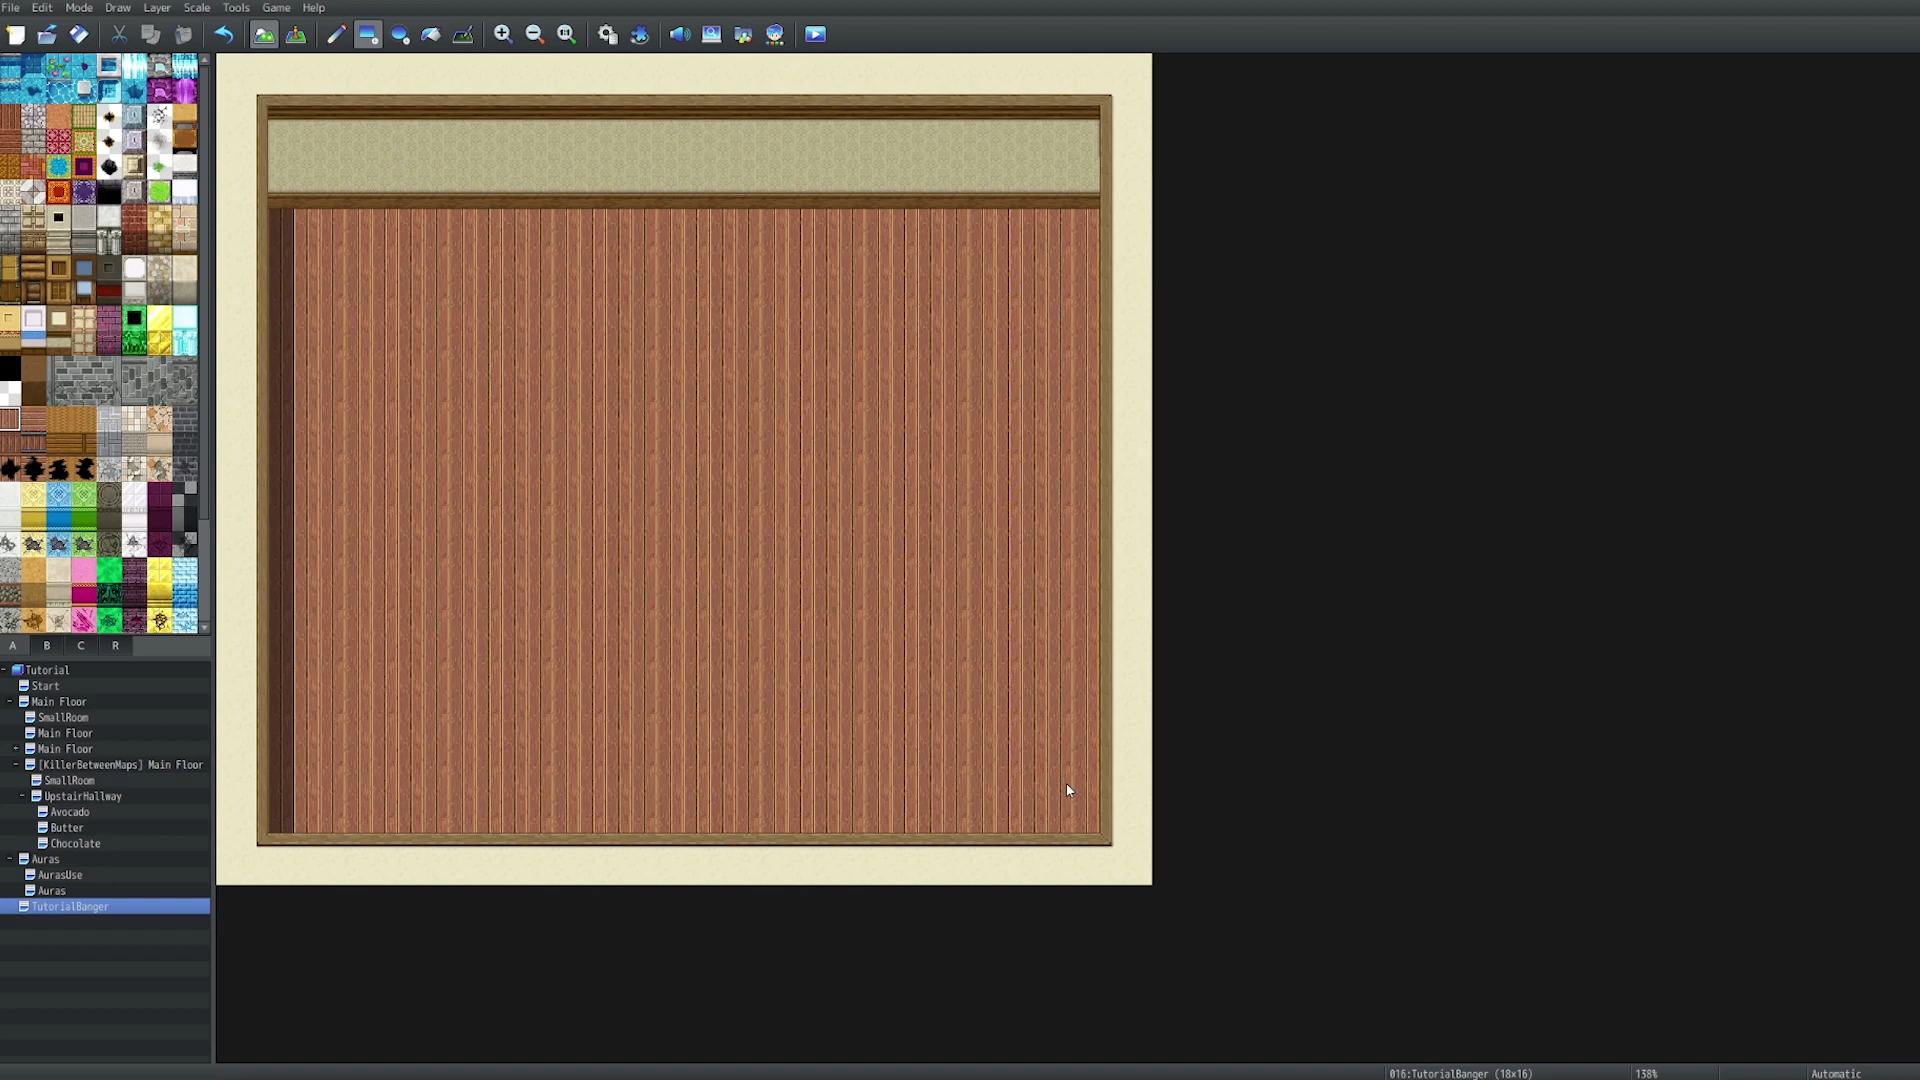 File Edit Mode Draw Layer Scale Tools Game Help
A B C R
Tutorial
Start
Main Floor
SmallRoom
Main Floor
Main Floor
[KillerBetweenMaps] Main Floor
SmallRoom
UpstairHallway
Avocado
Butter
Chocolate
Auras
AurasUse
Auras
TutorialBanger
016:TutorialBanger (18x16) 138% Automatic